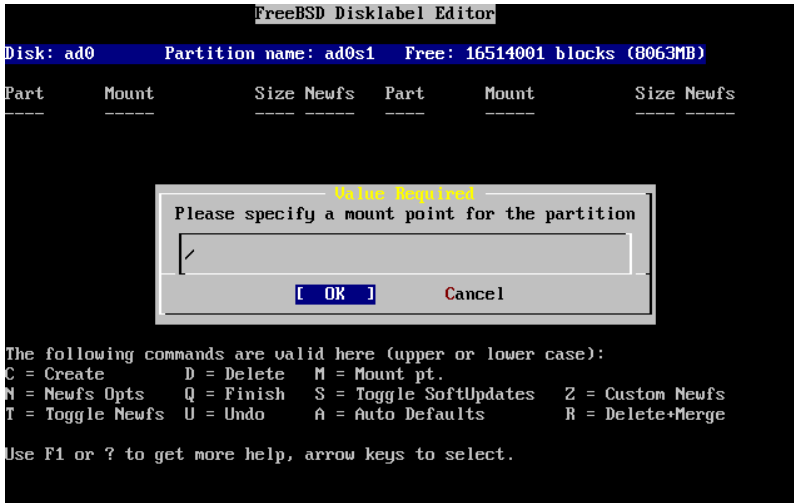 FreeBSD Disklabel Editor
Disk: ad0 Partition name: ad0s1 Free: 16514001 blocks (8063MB)
Part Mount Size Newfs Part Mount Size Newfs
---- ----- ---- ----- ---- ----- ---- -----
Value Required
Please specify a mount point for the partition
/
[ OK ] Cancel
The following commands are valid here (upper or lower case):
C = Create D = Delete M = Mount pt.
N = Newfs Opts Q = Finish S = Toggle SoftUpdates Z = Custom Newfs
T = Toggle Newfs U = Undo A = Auto Defaults R = Delete+Merge
Use F1 or ? to get more help, arrow keys to select.